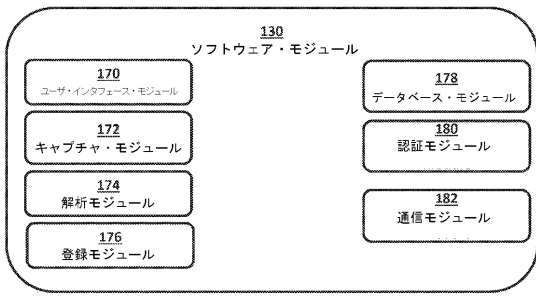 130
ソフトウェア・モジュール
170
ユーザ・インタフェース・モジュール
172
キャプチャ・モジュール
174
解析モジュール
176
登録モジュール
178
データベース・モジュール
180
認証モジュール
182
通信モジュール